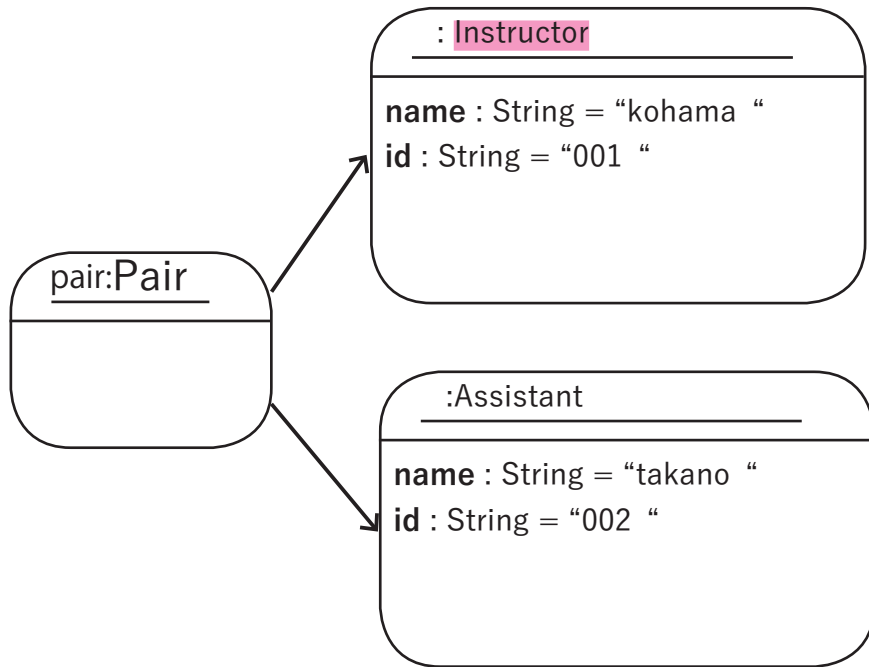 : Instructor
name : String = “kohama “
id : String = “001 “
pair:Pair
:Assistant
name : String = “takano “
id : String = “002 “